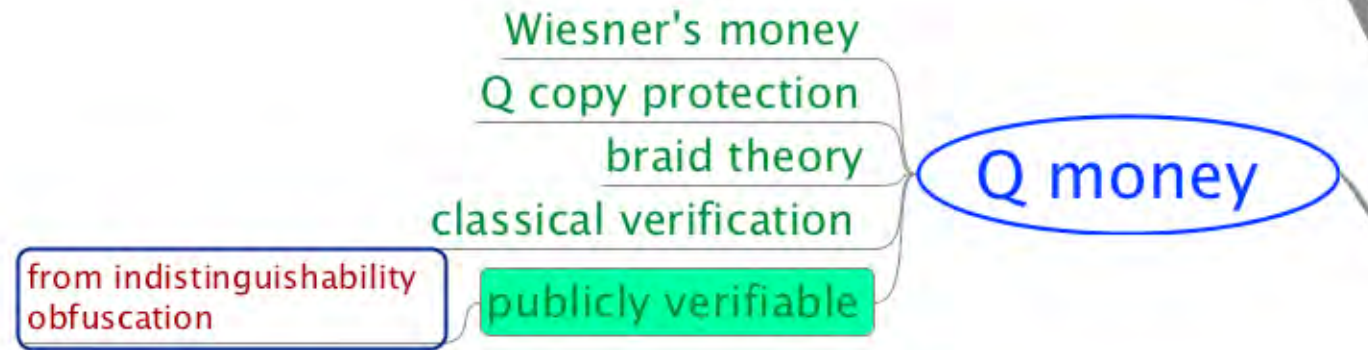 Wiesner's money
Q copy protection
braid theory
Q money
classical verification
from indistinguishability
obfuscation
publicly verifiable